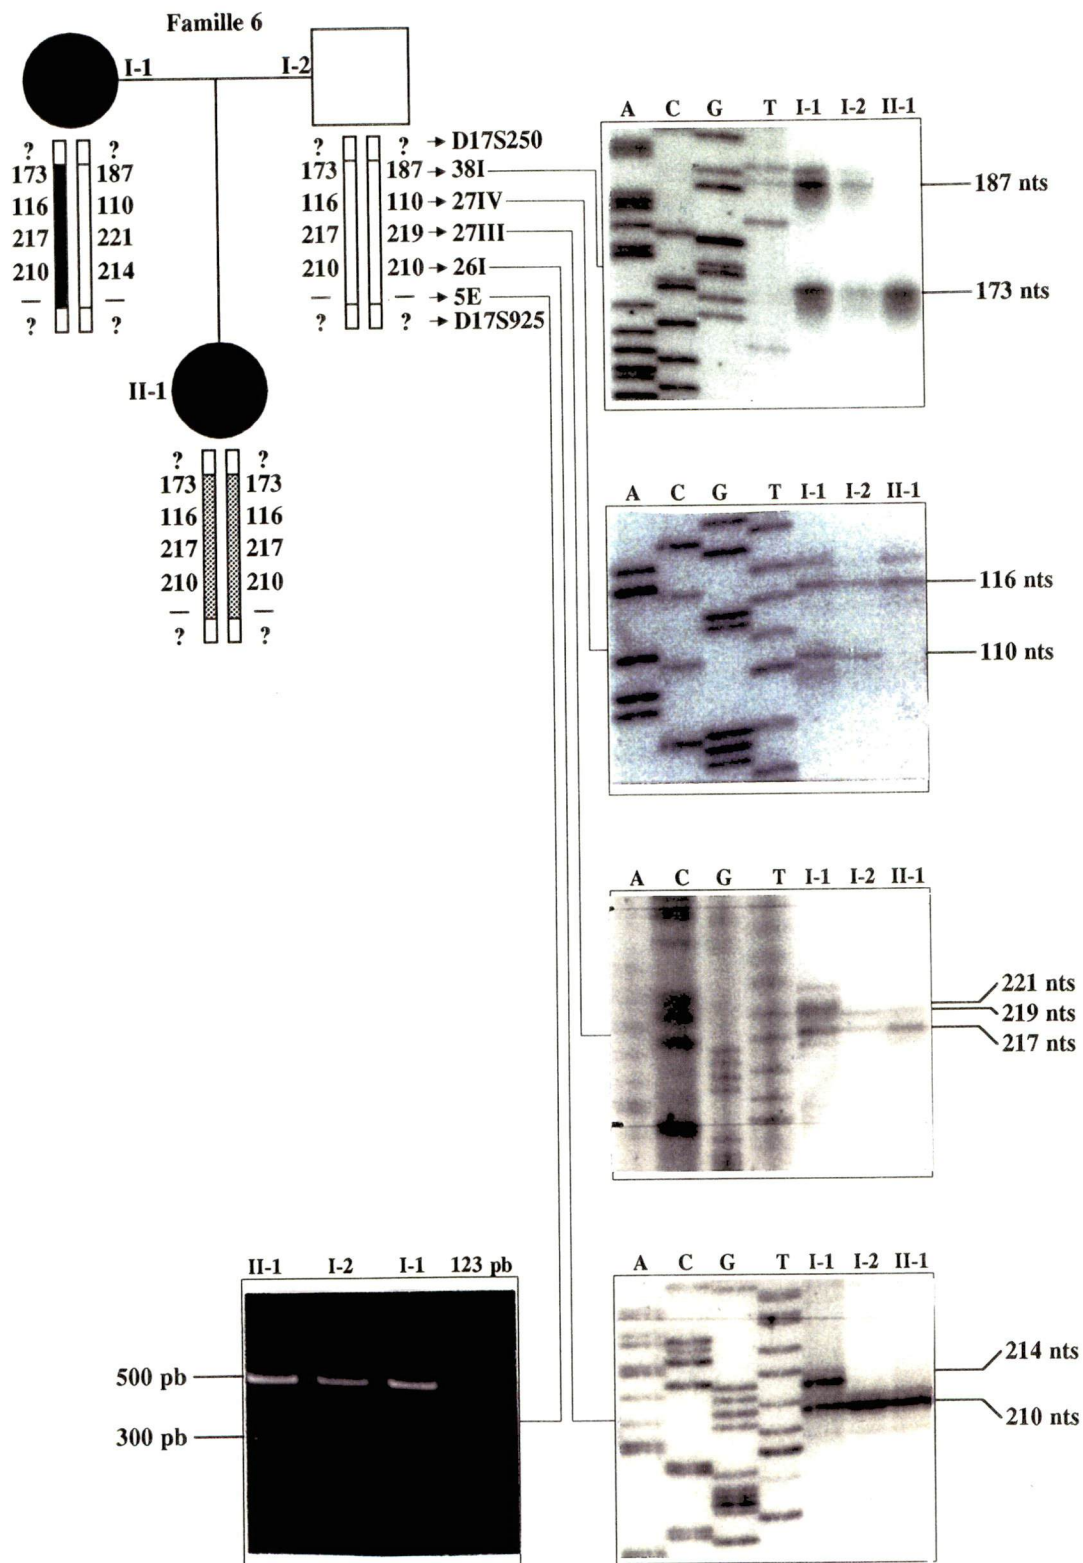 Famille 6
I-1
I-2
? ? ? ? D17S250
173 187 173 187 38I
116 110 116 110 27IV
217 221 217 219 27III
210 214 210 210 26I
— — — — 5E
? ? ? ? D17S925
II-1
? ?
173 173
116 116
217 217
210 210
— —
? ?
A C G T I-1 I-2 II-1
187 nts
173 nts
A C G T I-1 I-2 II-1
116 nts
110 nts
A C G T I-1 I-2 II-1
221 nts
219 nts
217 nts
II-1 I-2 I-1 123 pb
500 pb
300 pb
A C G T I-1 I-2 II-1
214 nts
210 nts